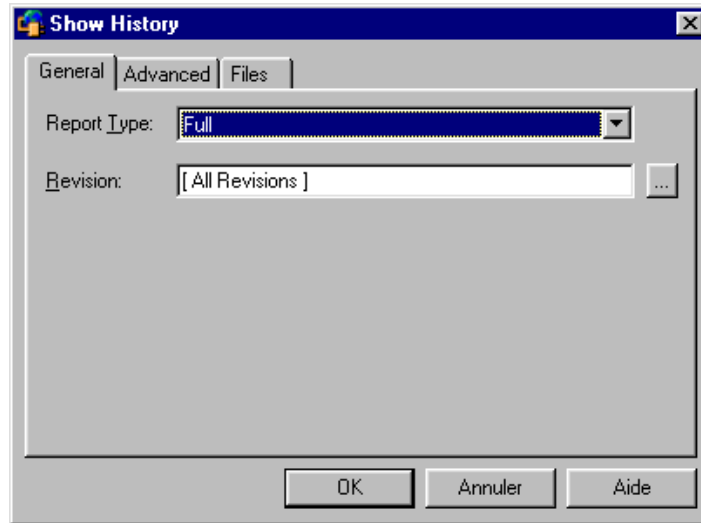 Show History
General Advanced Files
Report Type: Full
Revision: [ All Revisions ] ...
OK Annuler Aide